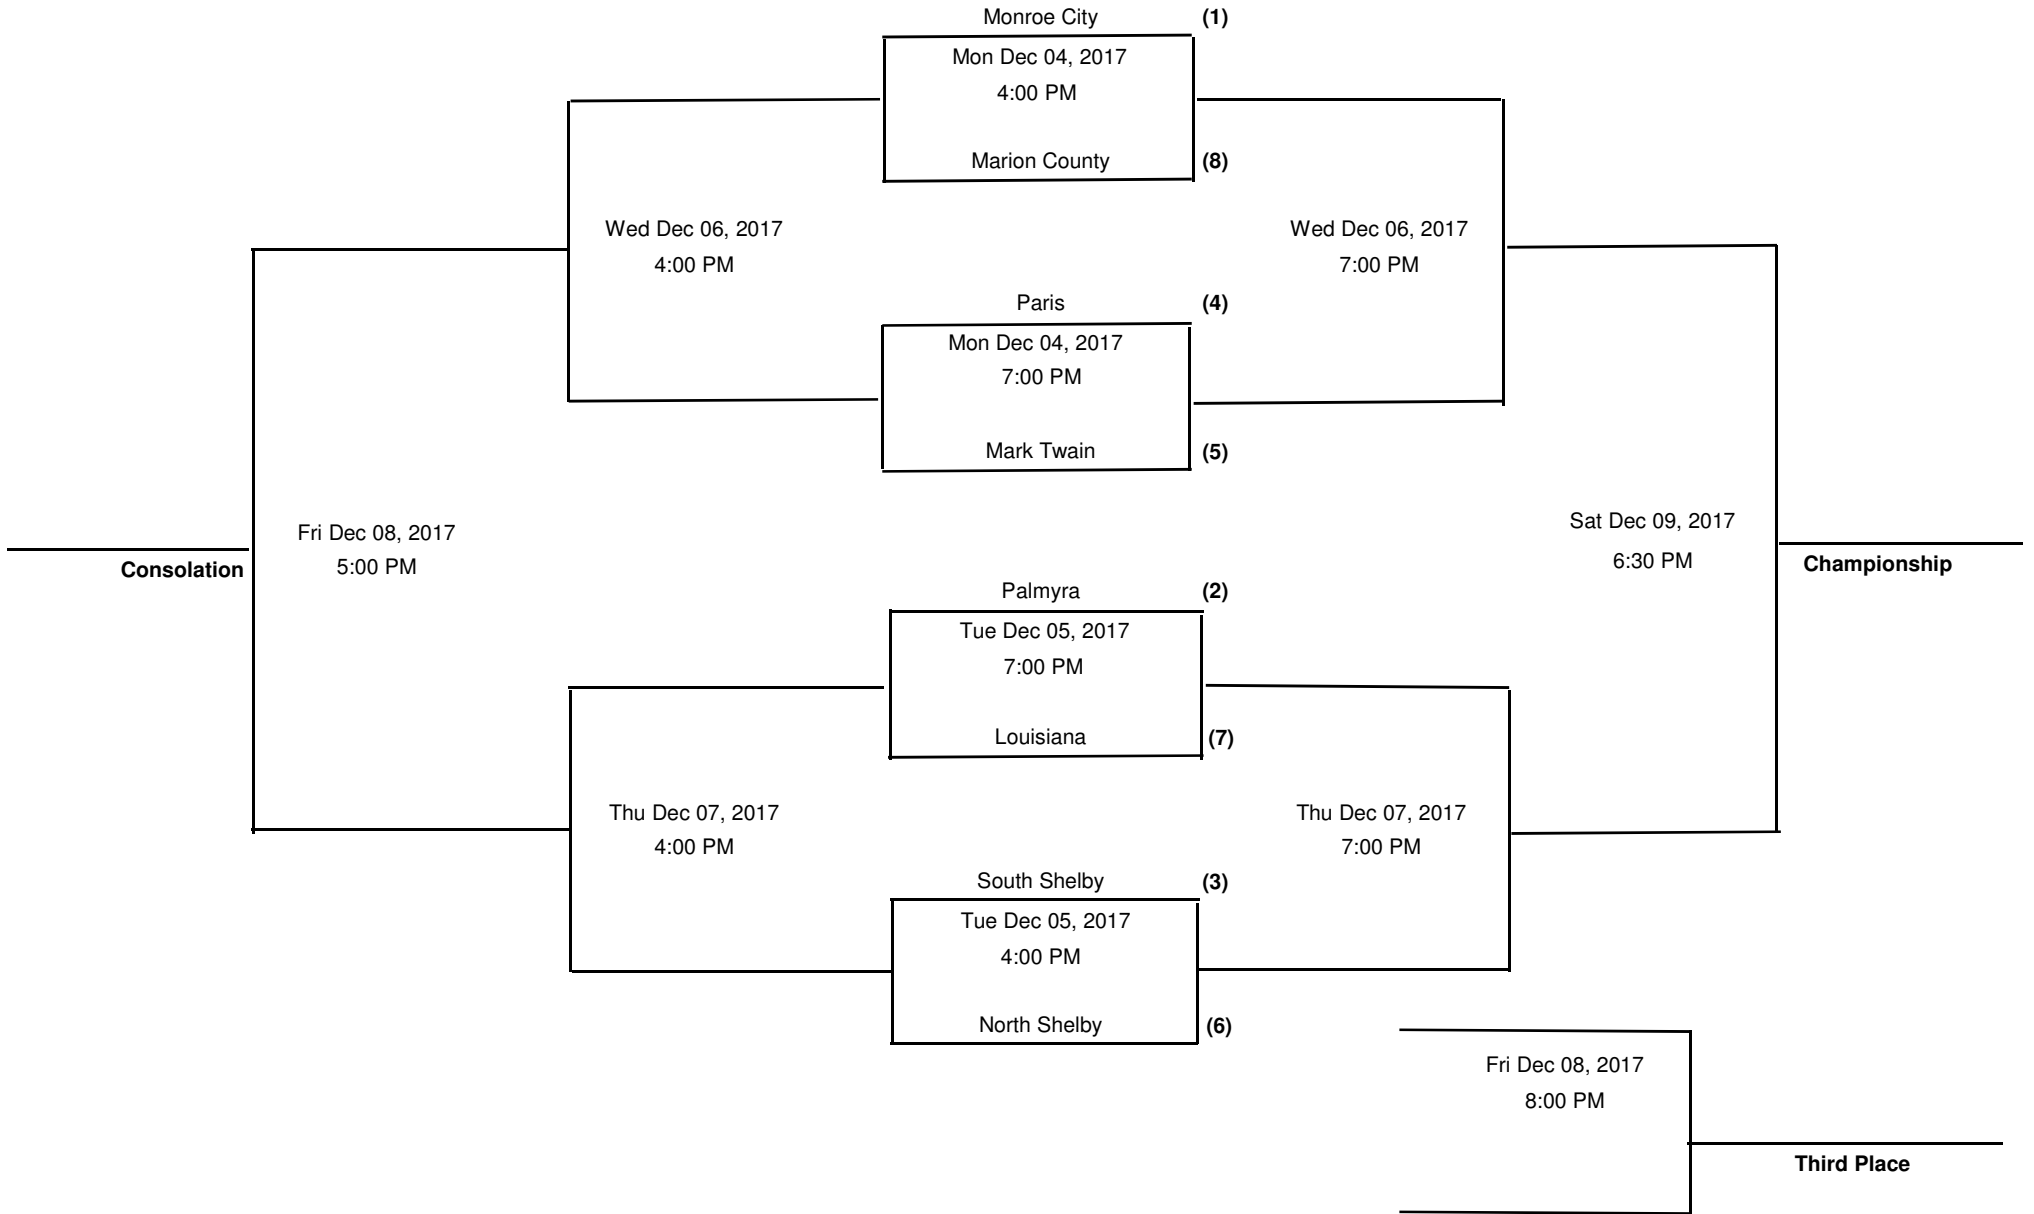 Monroe City (1)
Mon Dec 04, 2017
4:00 PM
Marion County (8)
Wed Dec 06, 2017
4:00 PM
Wed Dec 06, 2017
7:00 PM
Paris (4)
Mon Dec 04, 2017
7:00 PM
Mark Twain (5)
Fri Dec 08, 2017
5:00 PM
Consolation
Sat Dec 09, 2017
6:30 PM
Championship
Palmyra (2)
Tue Dec 05, 2017
7:00 PM
Louisiana (7)
Thu Dec 07, 2017
4:00 PM
Thu Dec 07, 2017
7:00 PM
South Shelby (3)
Tue Dec 05, 2017
4:00 PM
North Shelby (6)
Fri Dec 08, 2017
8:00 PM
Third Place